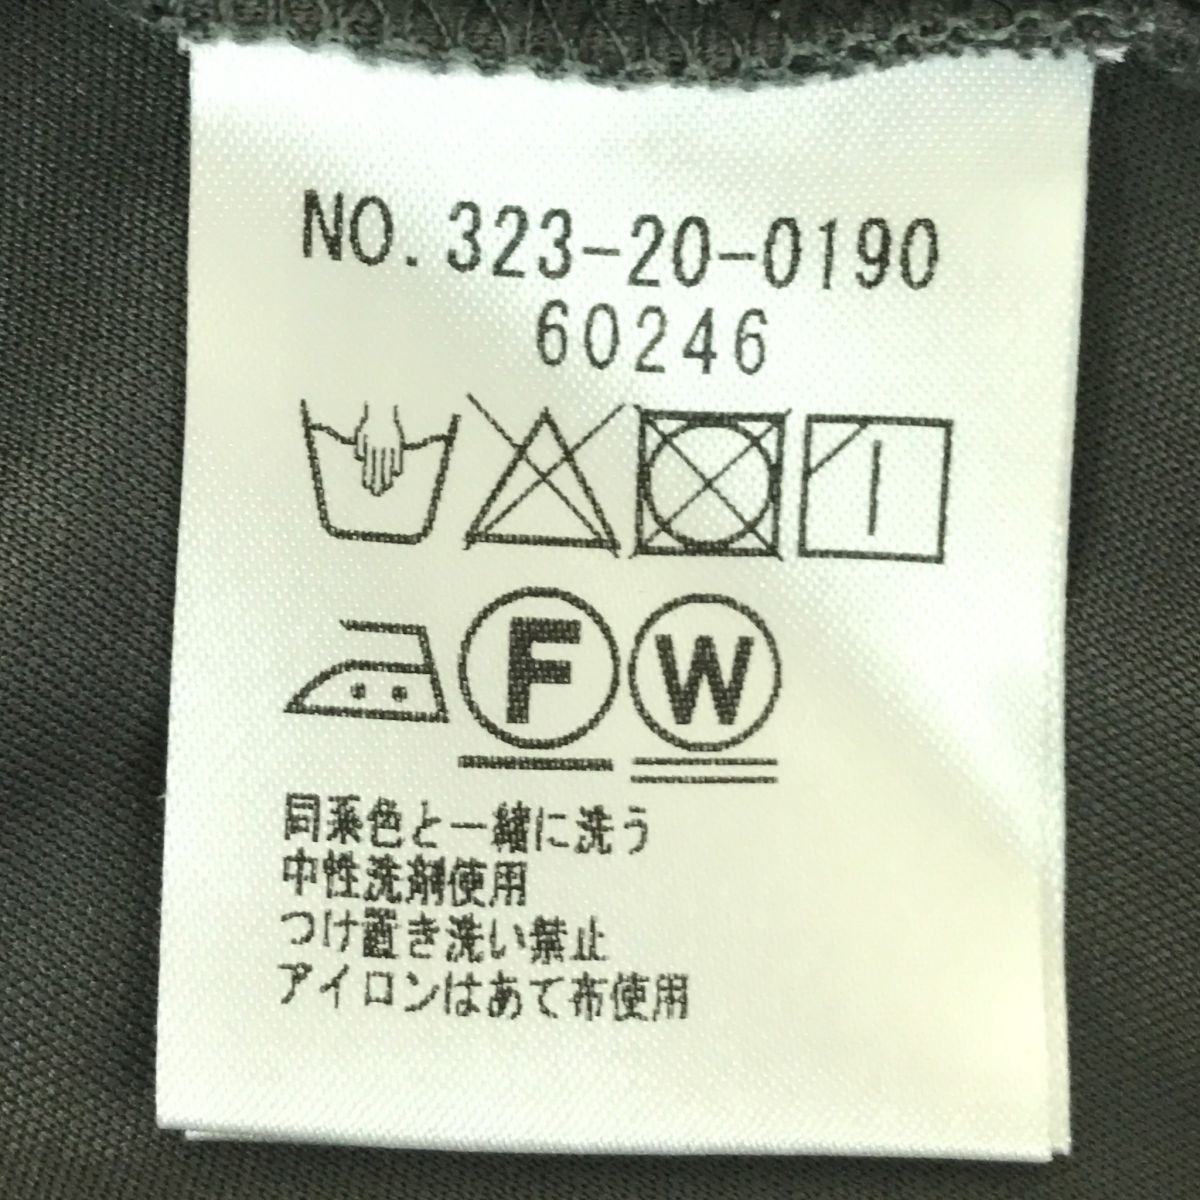 NO. 323-20-0190
60246
F W
同系色と一緒に洗う
中性洗剤使用
つけ置き洗い禁止
アイロンはあて布使用